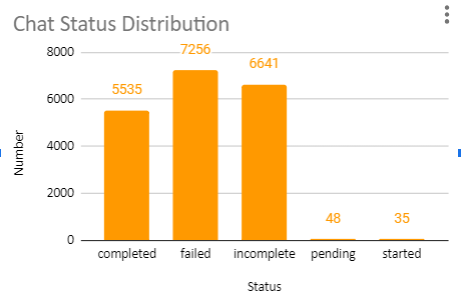 Chat Status Distribution
8000
6000
4000
2000
0
Number
5535
7256
6641
48
35
completed
failed
incomplete
pending
started
Status